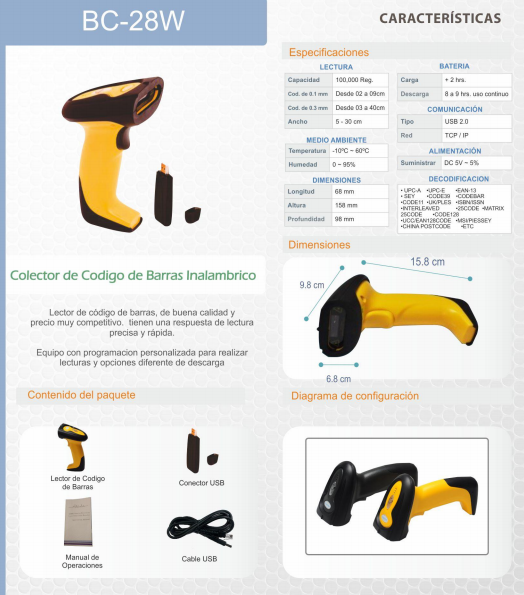 BC-28W
CARACTERÍSTICAS
Especificaciones
LECTURA
Capacidad 100,000 Reg.
Cod. de 0.1 mm Desde 02 a 09cm
Cod. de 0.3 mm Desde 03 a 40cm
Ancho 5 - 30 cm
MEDIO AMBIENTE
Temperatura -10ºC ~ 60ºC
Humedad 0 ~ 95%
DIMENSIONES
Longitud 68 mm
Altura 158 mm
Profundidad 98 mm
BATERIA
Carga + 2 hrs.
Descarga 8 a 9 hrs. uso continuo
COMUNICACIÓN
Tipo USB 2.0
Red TCP / IP
ALIMENTACIÓN
Suministrar DC 5V ~ 5%
DECODIFICACION
• UPC-A •UPC-E •EAN-13
• SEY •CODE39 •CODEBAR
•CODE11 •UK/PLES •ISBN/ISSN
•INTERLEAVED •25CODE •MATRIX
25CODE •CODE128
•UCC/EAN128CODE •MSI/PIESSEY
•CHINA POSTCODE •ETC
Colector de Codigo de Barras Inalambrico
Lector de código de barras, de buena calidad y
precio muy competitivo. tienen una respuesta de lectura
precisa y rápida.
Equipo con programacion personalizada para realizar
lecturas y opciones diferente de descarga
Dimensiones
15.8 cm
9.8 cm
6.8 cm
Contenido del paquete
Lector de Codigo
de Barras
Conector USB
Manual de
Operaciones
Cable USB
Diagrama de configuración